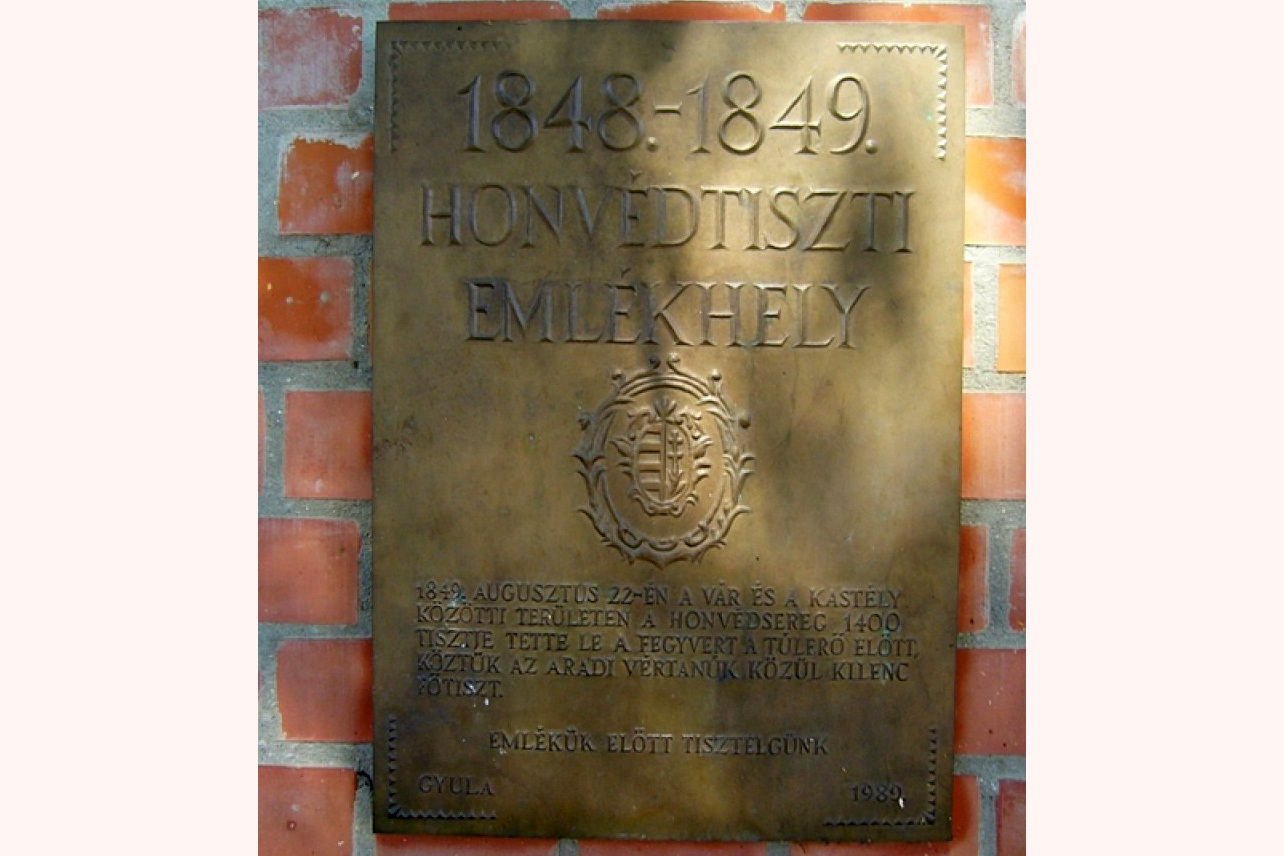 1848.-1849.
HONVÉDTISZTI
EMLÉKHELY
1849. AUGUSZTUS 22-ÉN A VÁR ÉS A KASTÉLY
KÖZÖTTI TERÜLETEN A HONVÉDSEREG 1400
TISZTJE TETTE LE A FEGYVERT A TÚLERŐ ELŐTT,
KÖZTÜK AZ ARADI VÉRTANÚK KÖZÜL KILENC
FŐTISZT.
EMLÉKÜK ELŐTT TISZTELGÜNK
GYULA 1989.